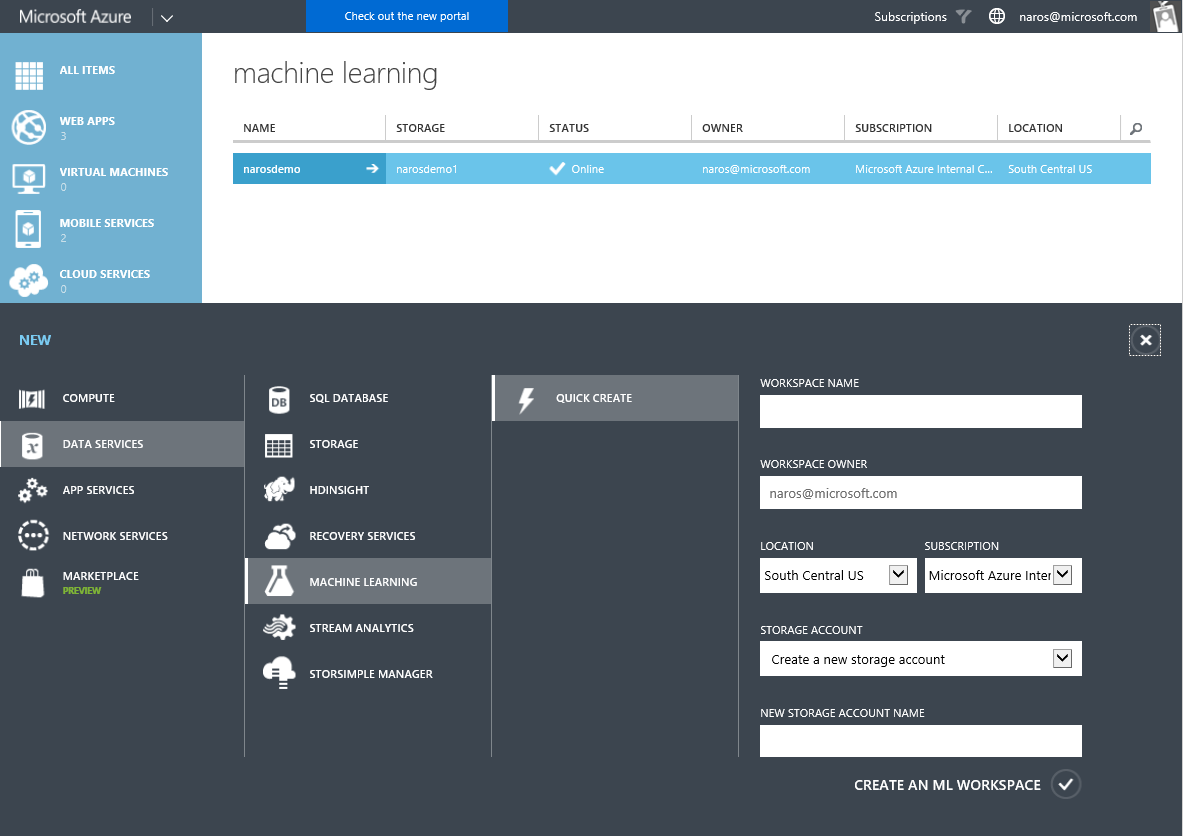 Microsoft Azure
Check out the new portal
Subscriptions
naros@microsoft.com
ALL ITEMS
WEB APPS
3
VIRTUAL MACHINES
0
MOBILE SERVICES
2
CLOUD SERVICES
0
machine learning
NAME STORAGE STATUS OWNER SUBSCRIPTION LOCATION
narosdemo narosdemo1 Online naros@microsoft.com Microsoft Azure Internal C... South Central US
NEW
COMPUTE
DATA SERVICES
APP SERVICES
NETWORK SERVICES
MARKETPLACE
PREVIEW
DB
SQL DATABASE
STORAGE
HDINSIGHT
RECOVERY SERVICES
MACHINE LEARNING
STREAM ANALYTICS
STORSIMPLE MANAGER
QUICK CREATE
WORKSPACE NAME
WORKSPACE OWNER
naros@microsoft.com
LOCATION SUBSCRIPTION
South Central US Microsoft Azure Inter
STORAGE ACCOUNT
Create a new storage account
NEW STORAGE ACCOUNT NAME
CREATE AN ML WORKSPACE